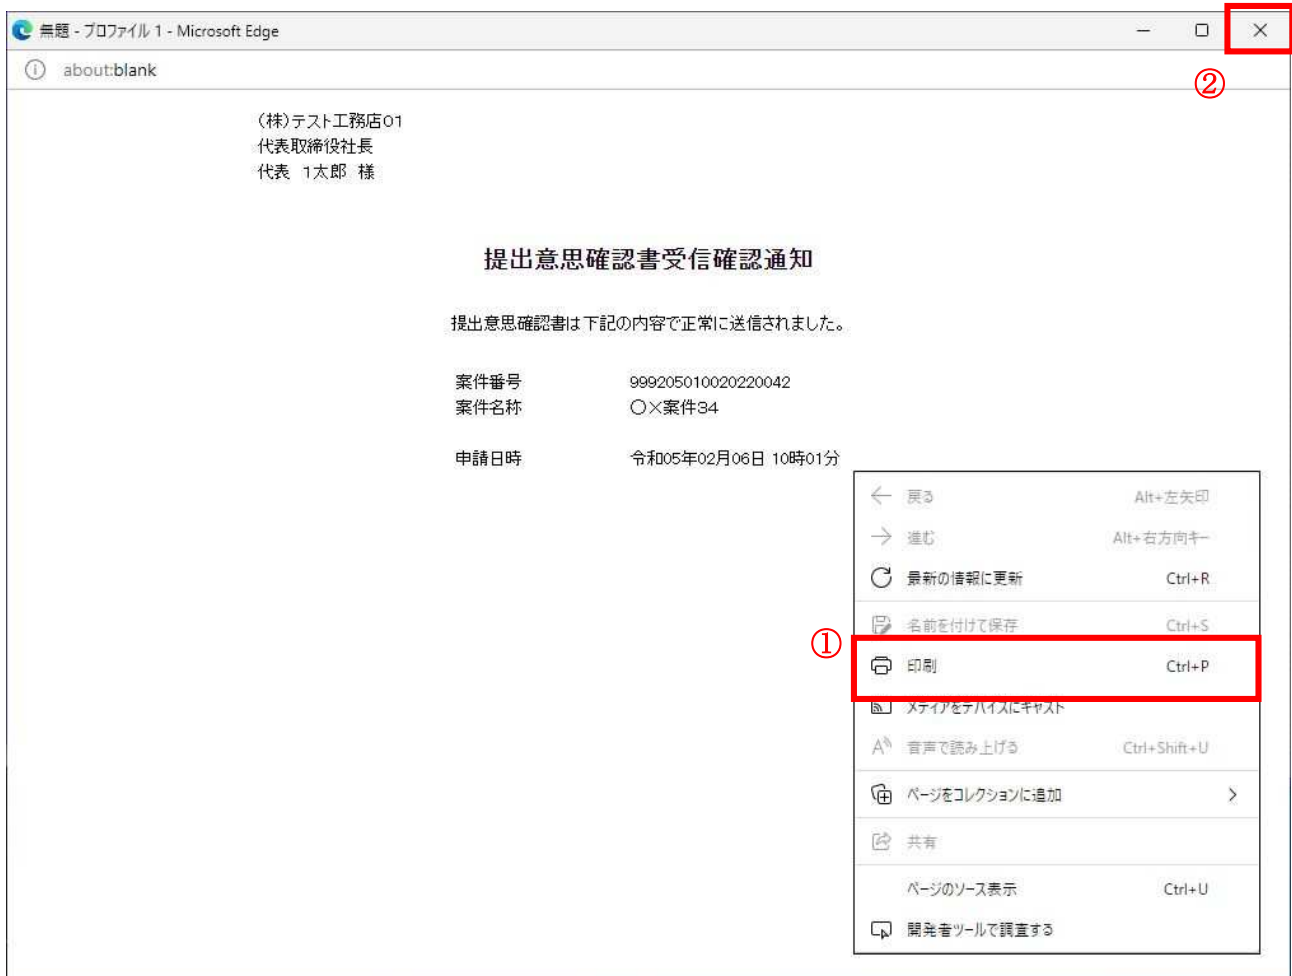 無題 - プロファイル 1 - Microsoft Edge
about:blank
②
(株)テスト工務店01
代表取締役社長
代表 1太郎 様
提出意思確認書受信確認通知
提出意思確認書は下記の内容で正常に送信されました。
案件番号 999205010020220042
案件名称 〇×案件34
申請日時 令和05年02月06日 10時01分
戻る Alt+左矢印
進む Alt+右方向キー
最新の情報に更新 Ctrl+R
名前を付けて保存 Ctrl+S
①
印刷 Ctrl+P
メディアをデバイスにキャスト
音声で読み上げる Ctrl+Shift+U
ページをコレクションに追加
共有
ページのソース表示 Ctrl+U
開発者ツールで調査する